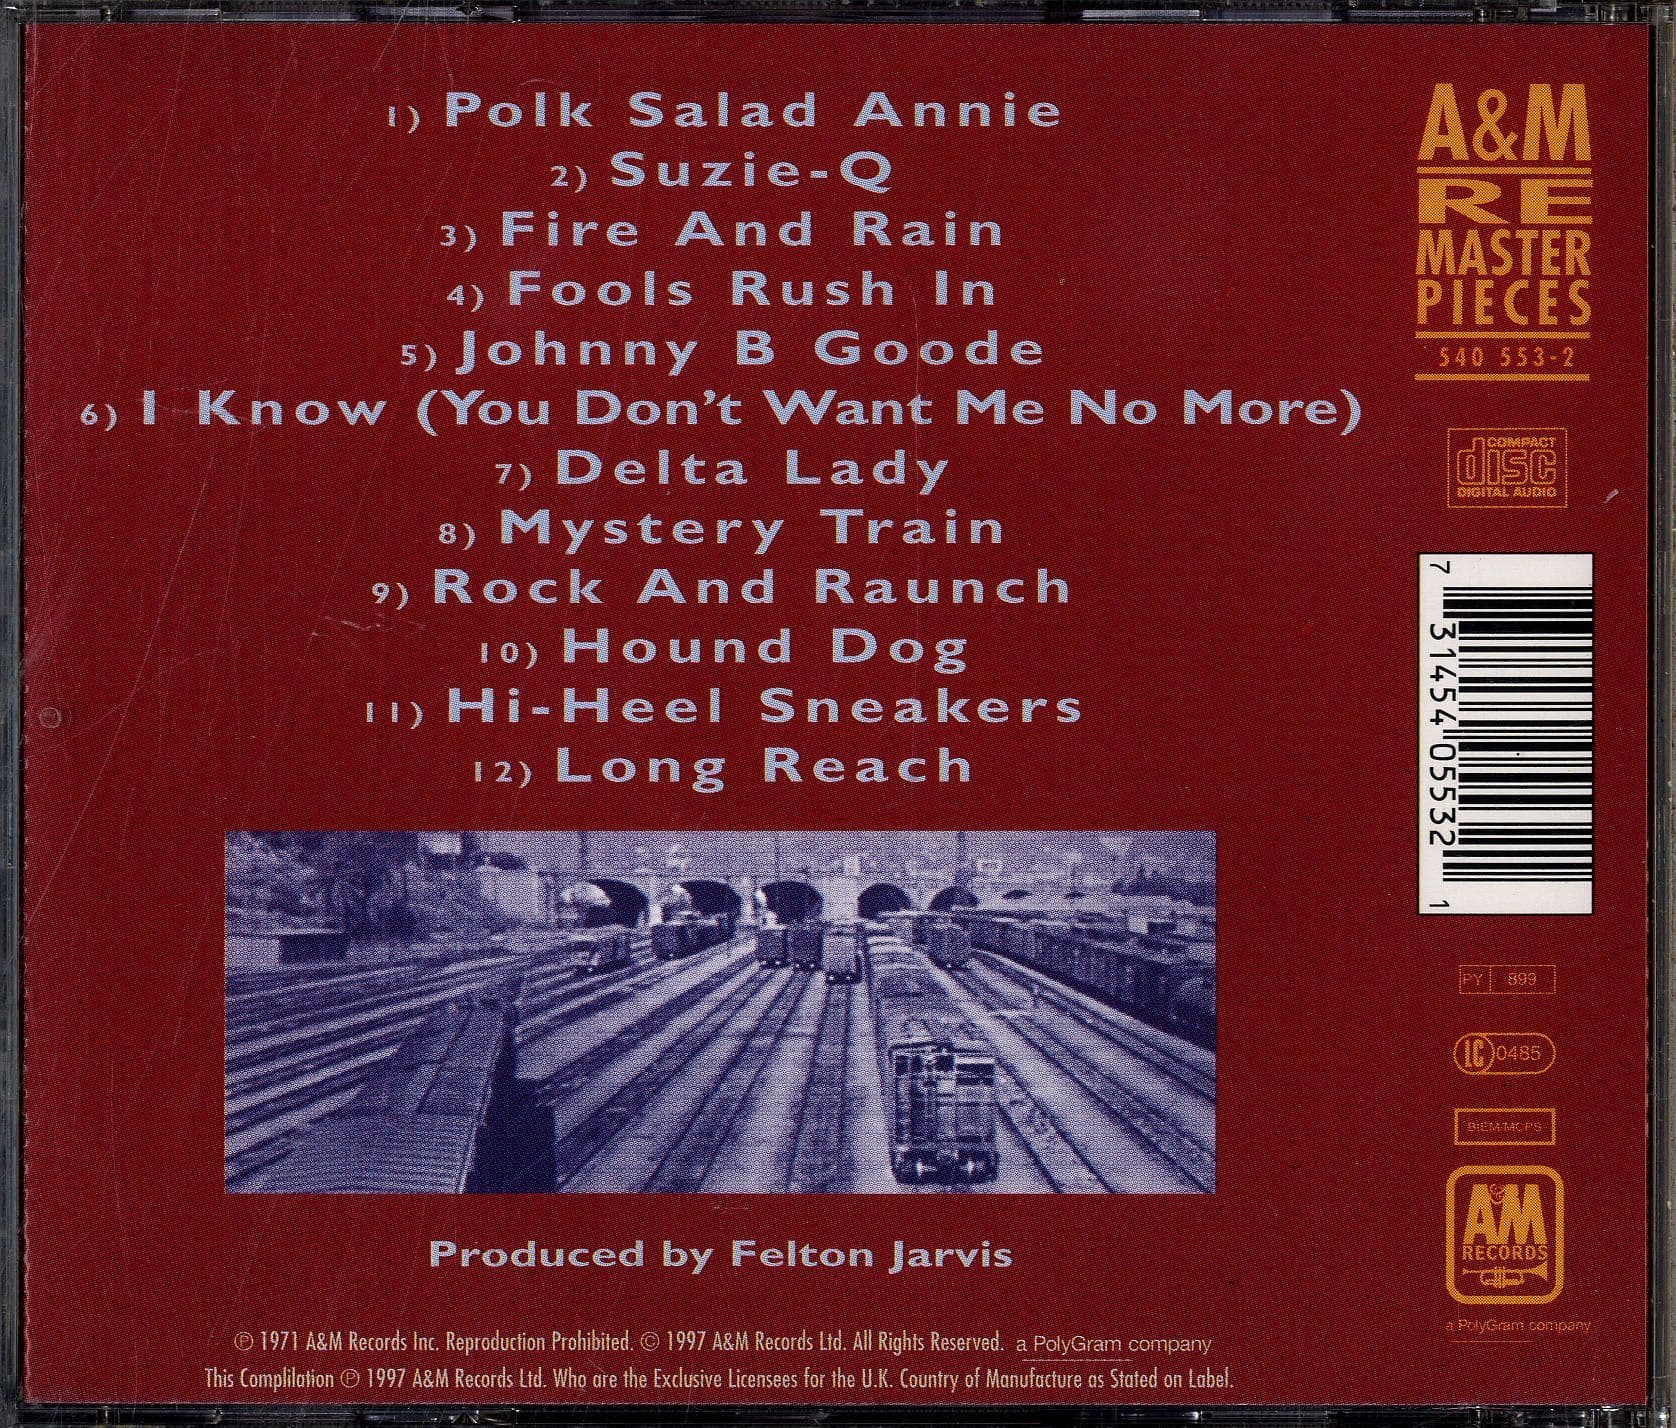 1) Polk Salad Annie
2) Suzie-Q
3) Fire And Rain
4) Fools Rush In
5) Johnny B Goode
6) I Know (You Don't Want Me No More)
7) Delta Lady
8) Mystery Train
9) Rock And Raunch
10) Hound Dog
11) Hi-Heel Sneakers
12) Long Reach
Produced by Felton Jarvis
℗ 1971 A&M Records Inc. Reproduction Prohibited. © 1997 A&M Records Ltd. All Rights Reserved. a PolyGram company
This Complilation ℗ 1997 A&M Records Ltd. Who are the Exclusive Licensees for the U.K. Country of Manufacture as Stated on Label.
A&M
RE
MASTER
PIECES
540 553-2
COMPACT
disc
DIGITAL AUDIO
7 31454 05532 1
PY 899
LC 0485
BIEM/MCPS
A&M
RECORDS
a PolyGram company